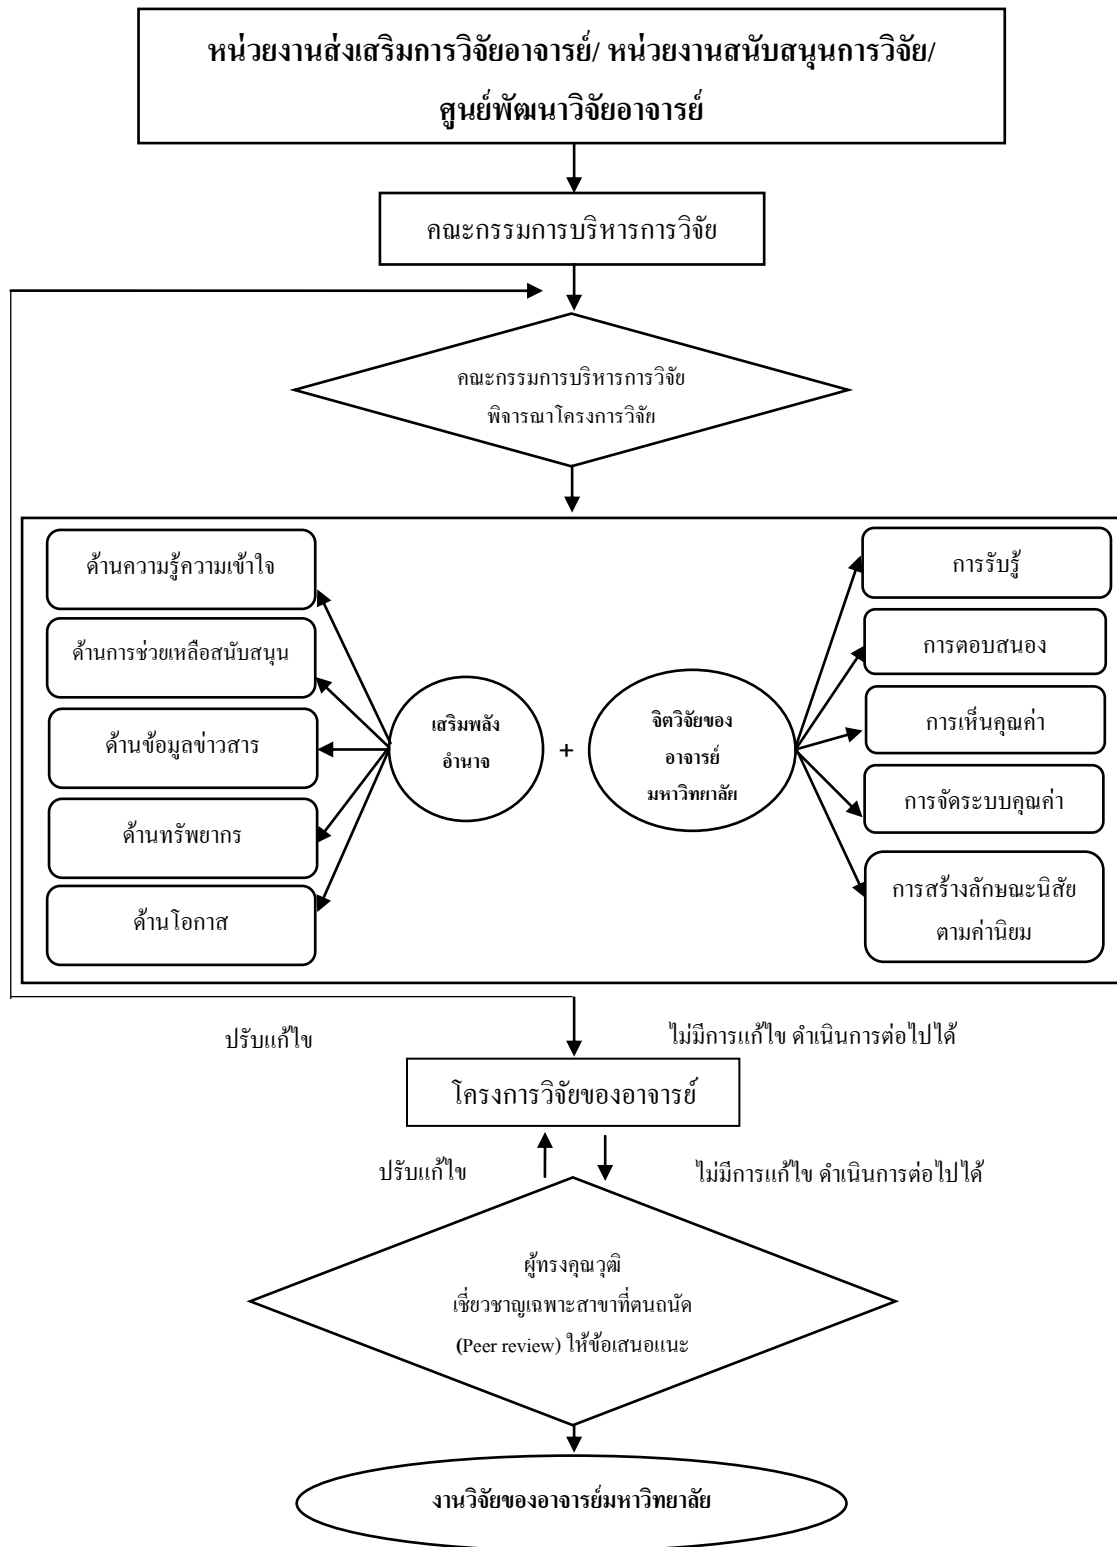 หน่วยงานส่งเสริมการวิจัยอาจารย์/ หน่วยงานสนับสนุนการวิจัย/
ศูนย์พัฒนาวิจัยอาจารย์
คณะกรรมการบริหารการวิจัย
คณะกรรมการบริหารการวิจัย
พิจารณาโครงการวิจัย
ด้านความรู้ความเข้าใจ
ด้านการช่วยเหลือสนับสนุน
ด้านข้อมูลข่าวสาร
ด้านทรัพยากร
ด้านโอกาส
เสริมพลัง
อำนาจ
+
จิตวิจัยของ
อาจารย์
มหาวิทยาลัย
การรับรู้
การตอบสนอง
การเห็นคุณค่า
การจัดระบบคุณค่า
การสร้างลักษณะนิสัย
ตามค่านิยม
ปรับแก้ไข
ไม่มีการแก้ไข ดำเนินการต่อไปได้
โครงการวิจัยของอาจารย์
ปรับแก้ไข
ไม่มีการแก้ไข ดำเนินการต่อไปได้
ผู้ทรงคุณวุฒิ
เชี่ยวชาญเฉพาะสาขาที่ตนถนัด
(Peer review) ให้ข้อเสนอแนะ
งานวิจัยของอาจารย์มหาวิทยาลัย